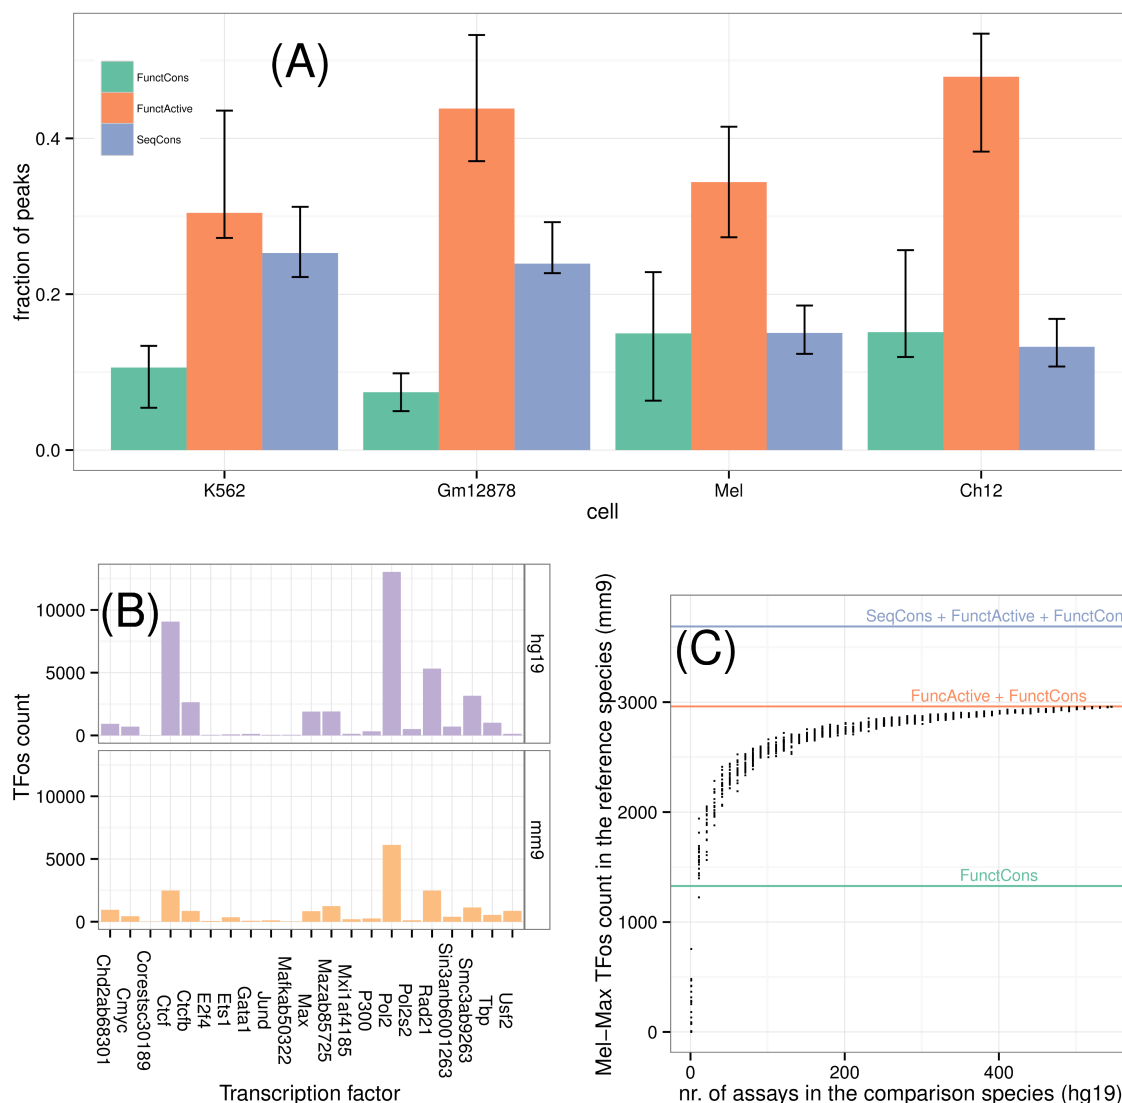 (A)
FunctCons
FunctActive
SeqCons
fraction of peaks
0.4
0.2
0.0
K562
Gm12878
Mel
Ch12
cell
(B)
TFos count
10000
5000
0
hg19
10000
5000
0
mm9
Chd2ab68301
Cmyc
Corestsc30189
Ctcf
Ctcfb
E2f4
Ets1
Gata1
Jund
Mafkab50322
Max
Mazab85725
Mxi1af4185
P300
Pol2
Pol2s2
Rad21
Sin3anb6001263
Smc3ab9263
Tbp
Usf2
Transcription factor
(C)
Mel−Max TFos count in the reference species (mm9)
SeqCons + FunctActive + FunctCon
FuncActive + FunctCons
FunctCons
3000
2000
1000
0
0
200
400
nr. of assays in the comparison species (hg19)